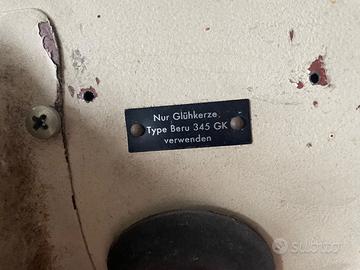 Nur Glühkerze
Type Beru 345 GK
verwenden
subito